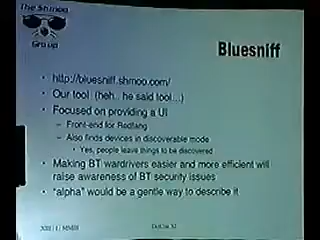 The Shmoo
Group
Bluesniff
• http://bluesniff.shmoo.com/
• Our tool (heh.. he said tool...)
• Focused on providing a UI
– Front-end for Redfang
– Also finds devices in discoverable mode
• Yes, people leave things to be discovered
• Making BT wardrivers easier and more efficient will
raise awareness of BT security issues
• "alpha" would be a gentle way to describe it